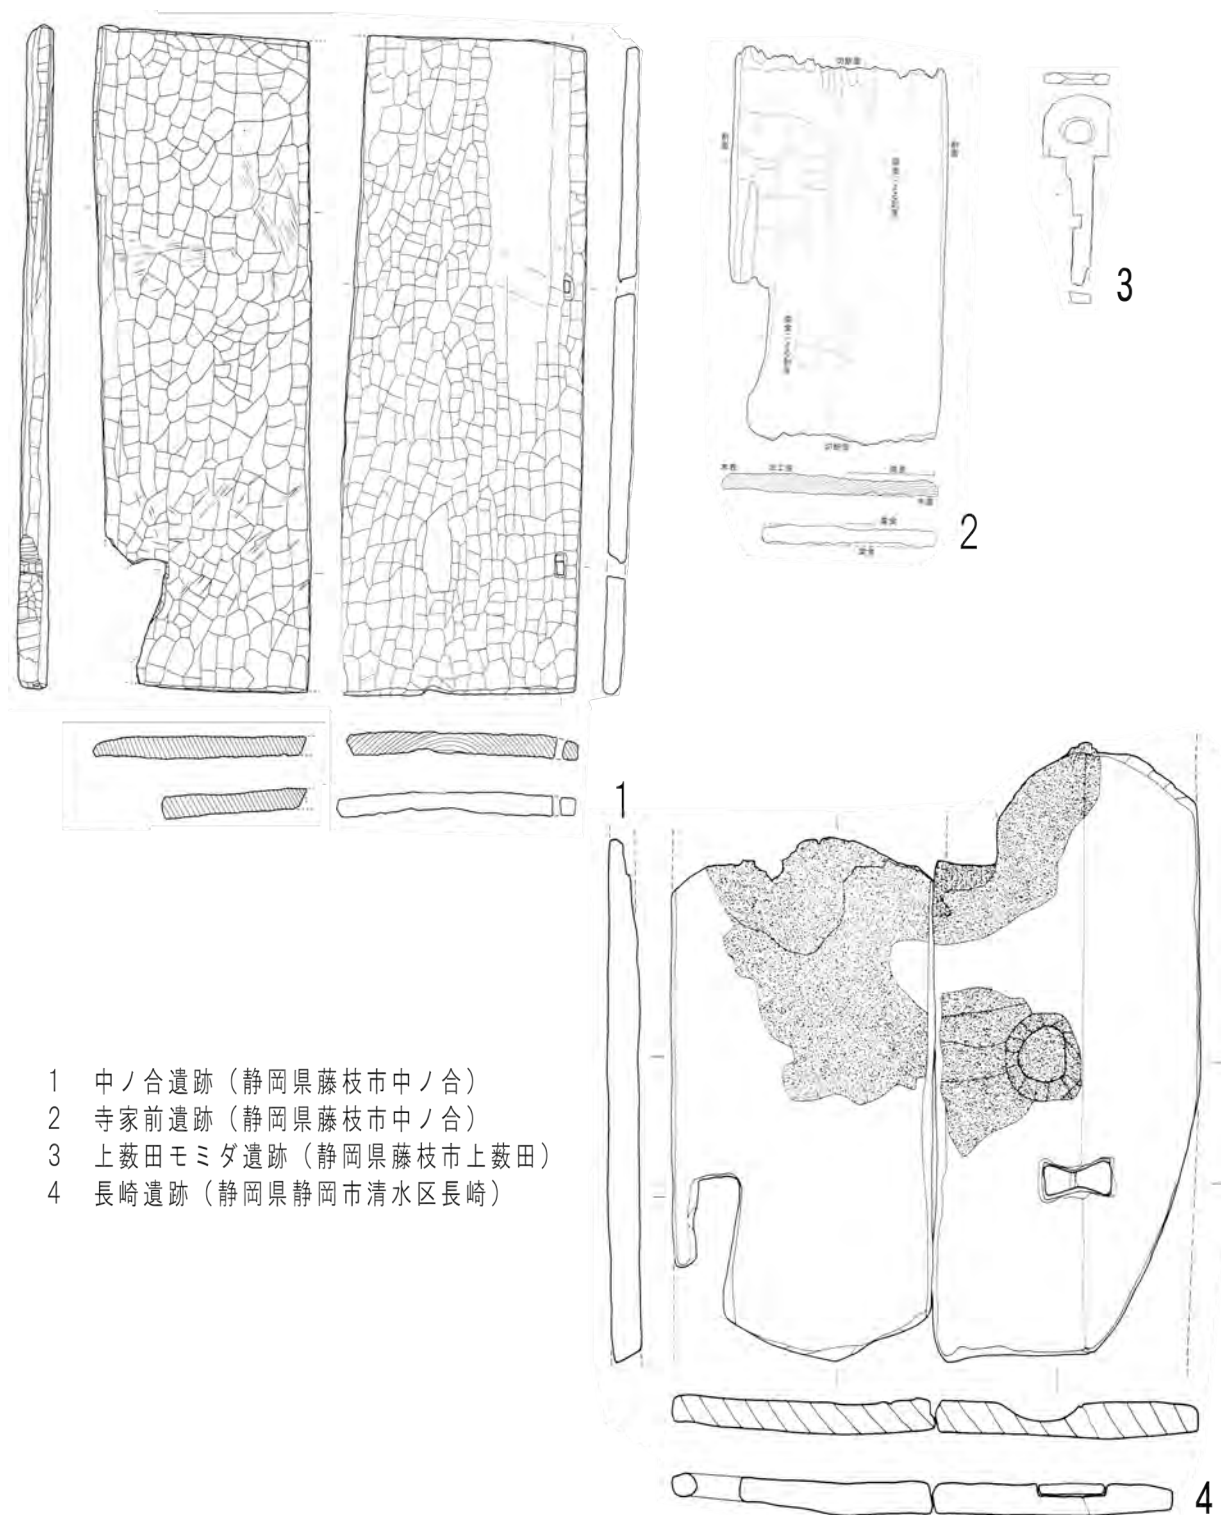 切断面
3
2
1
1 中ノ合遺跡（静岡県藤枝市中ノ合）
2 寺家前遺跡（静岡県藤枝市中ノ合）
3 上薮田モミダ遺跡（静岡県藤枝市上薮田）
4 長崎遺跡（静岡県静岡市清水区長崎）
4